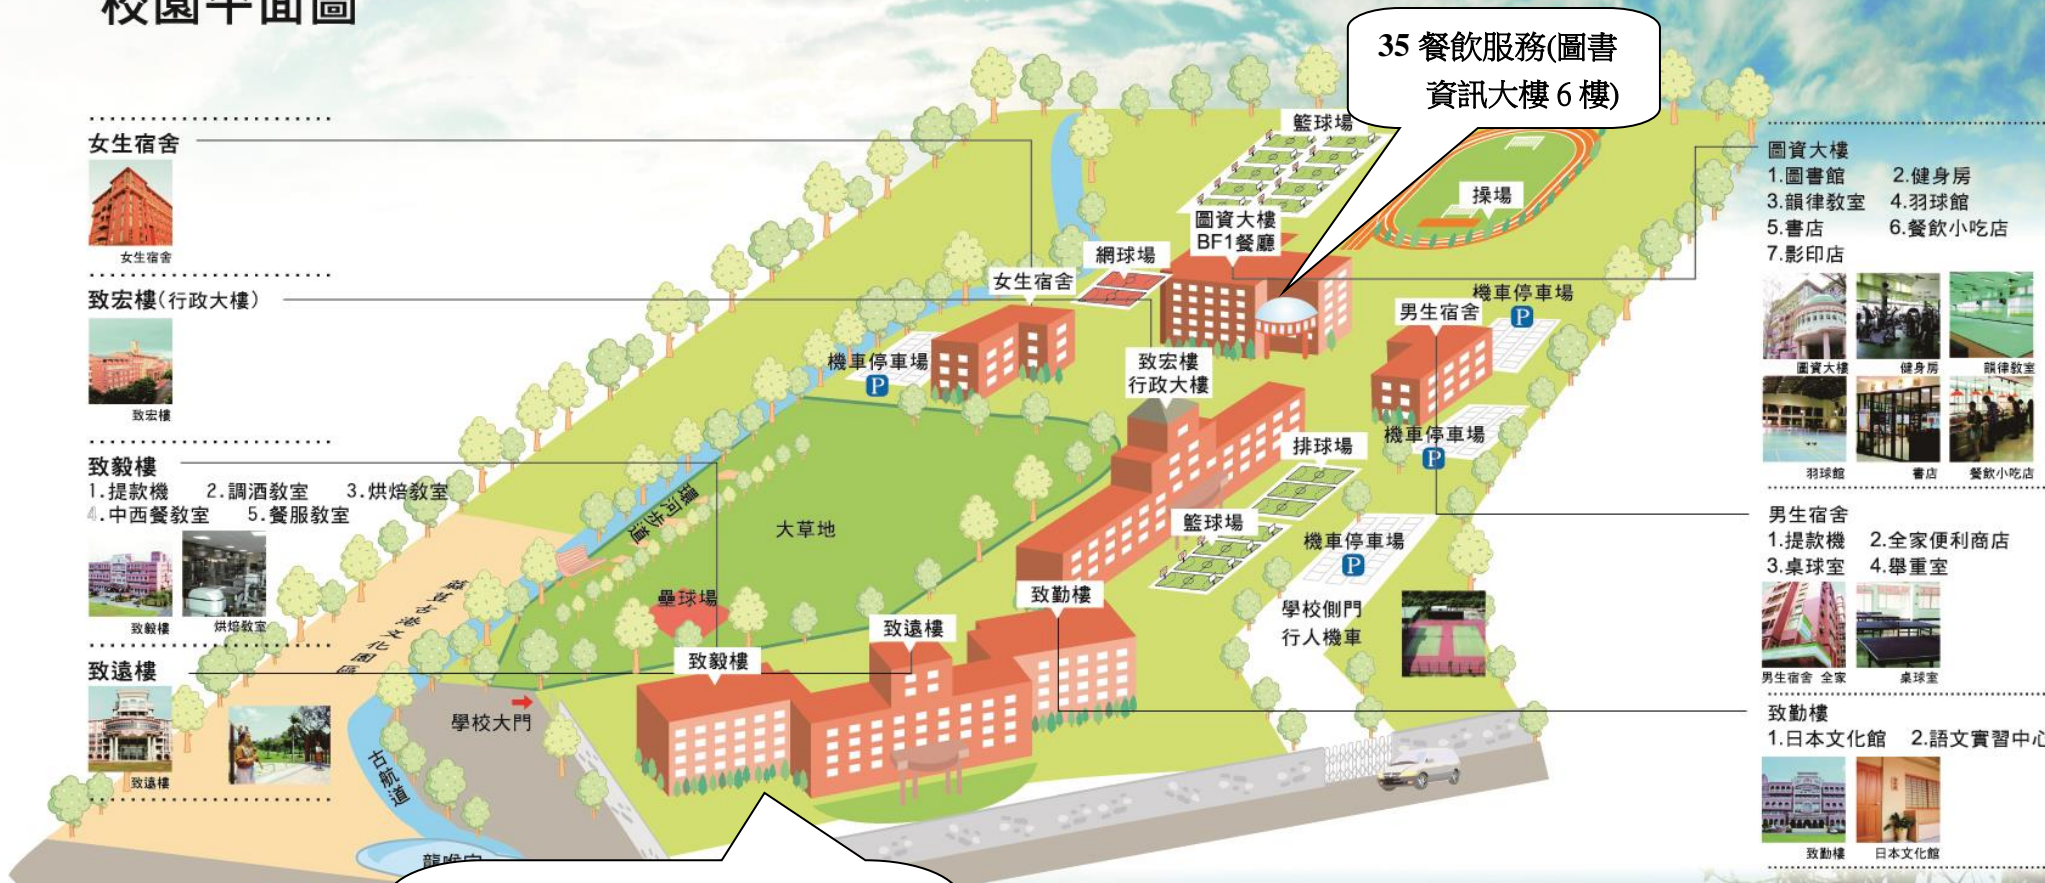 校園平面圖
35 餐飲服務(圖書
資訊大樓 6 樓)
女生宿舍
女生宿舍
致宏樓(行政大樓)
致宏樓
致毅樓
1.提款機 2.調酒教室 3.烘焙教室
4.中西餐教室 5.餐服教室
致毅樓
烘焙教室
致遠樓
致遠樓
籃球場
操場
圖資大樓
BF1餐廳
網球場
女生宿舍
機車停車場
P
男生宿舍
機車停車場
P
致宏樓
行政大樓
機車停車場
P
排球場
籃球場
機車停車場
P
環河步道
大草地
壘球場
致勤樓
致遠樓
致毅樓
學校側門
行人機車
學校大門
古航道
圖資大樓
1.圖書館 2.健身房
3.韻律教室 4.羽球館
5.書店 6.餐飲小吃店
7.影印店
圖資大樓
健身房
韻律教室
羽球館
書店
餐飲小吃店
男生宿舍
1.提款機 2.全家便利商店
3.桌球室 4.舉重室
男生宿舍 全家
桌球室
致勤樓
1.日本文化館 2.語文實習中心
致勤樓
日本文化館